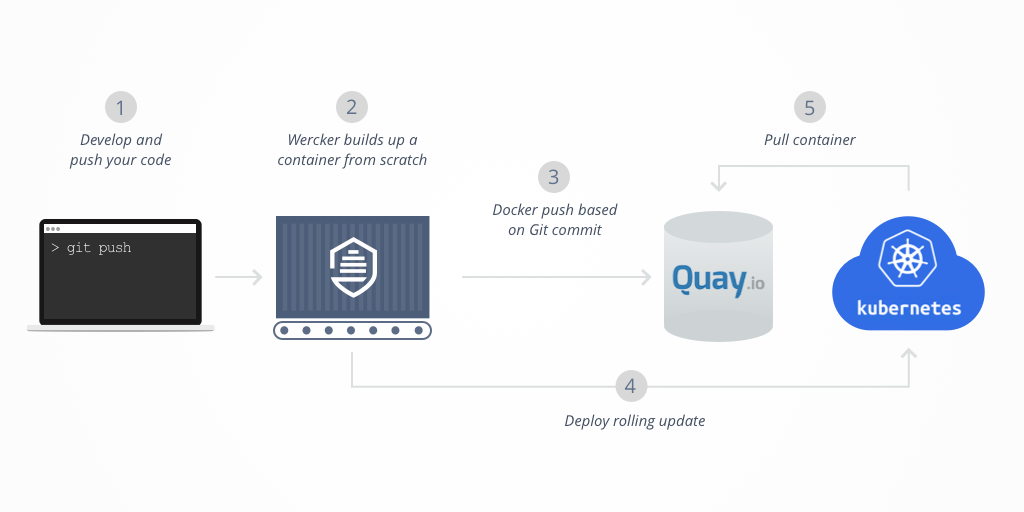 1
Develop and
push your code
2
Wercker builds up a
container from scratch
3
Docker push based
on Git commit
5
Pull container
> git push
Quay.io
kubernetes
4
Deploy rolling update